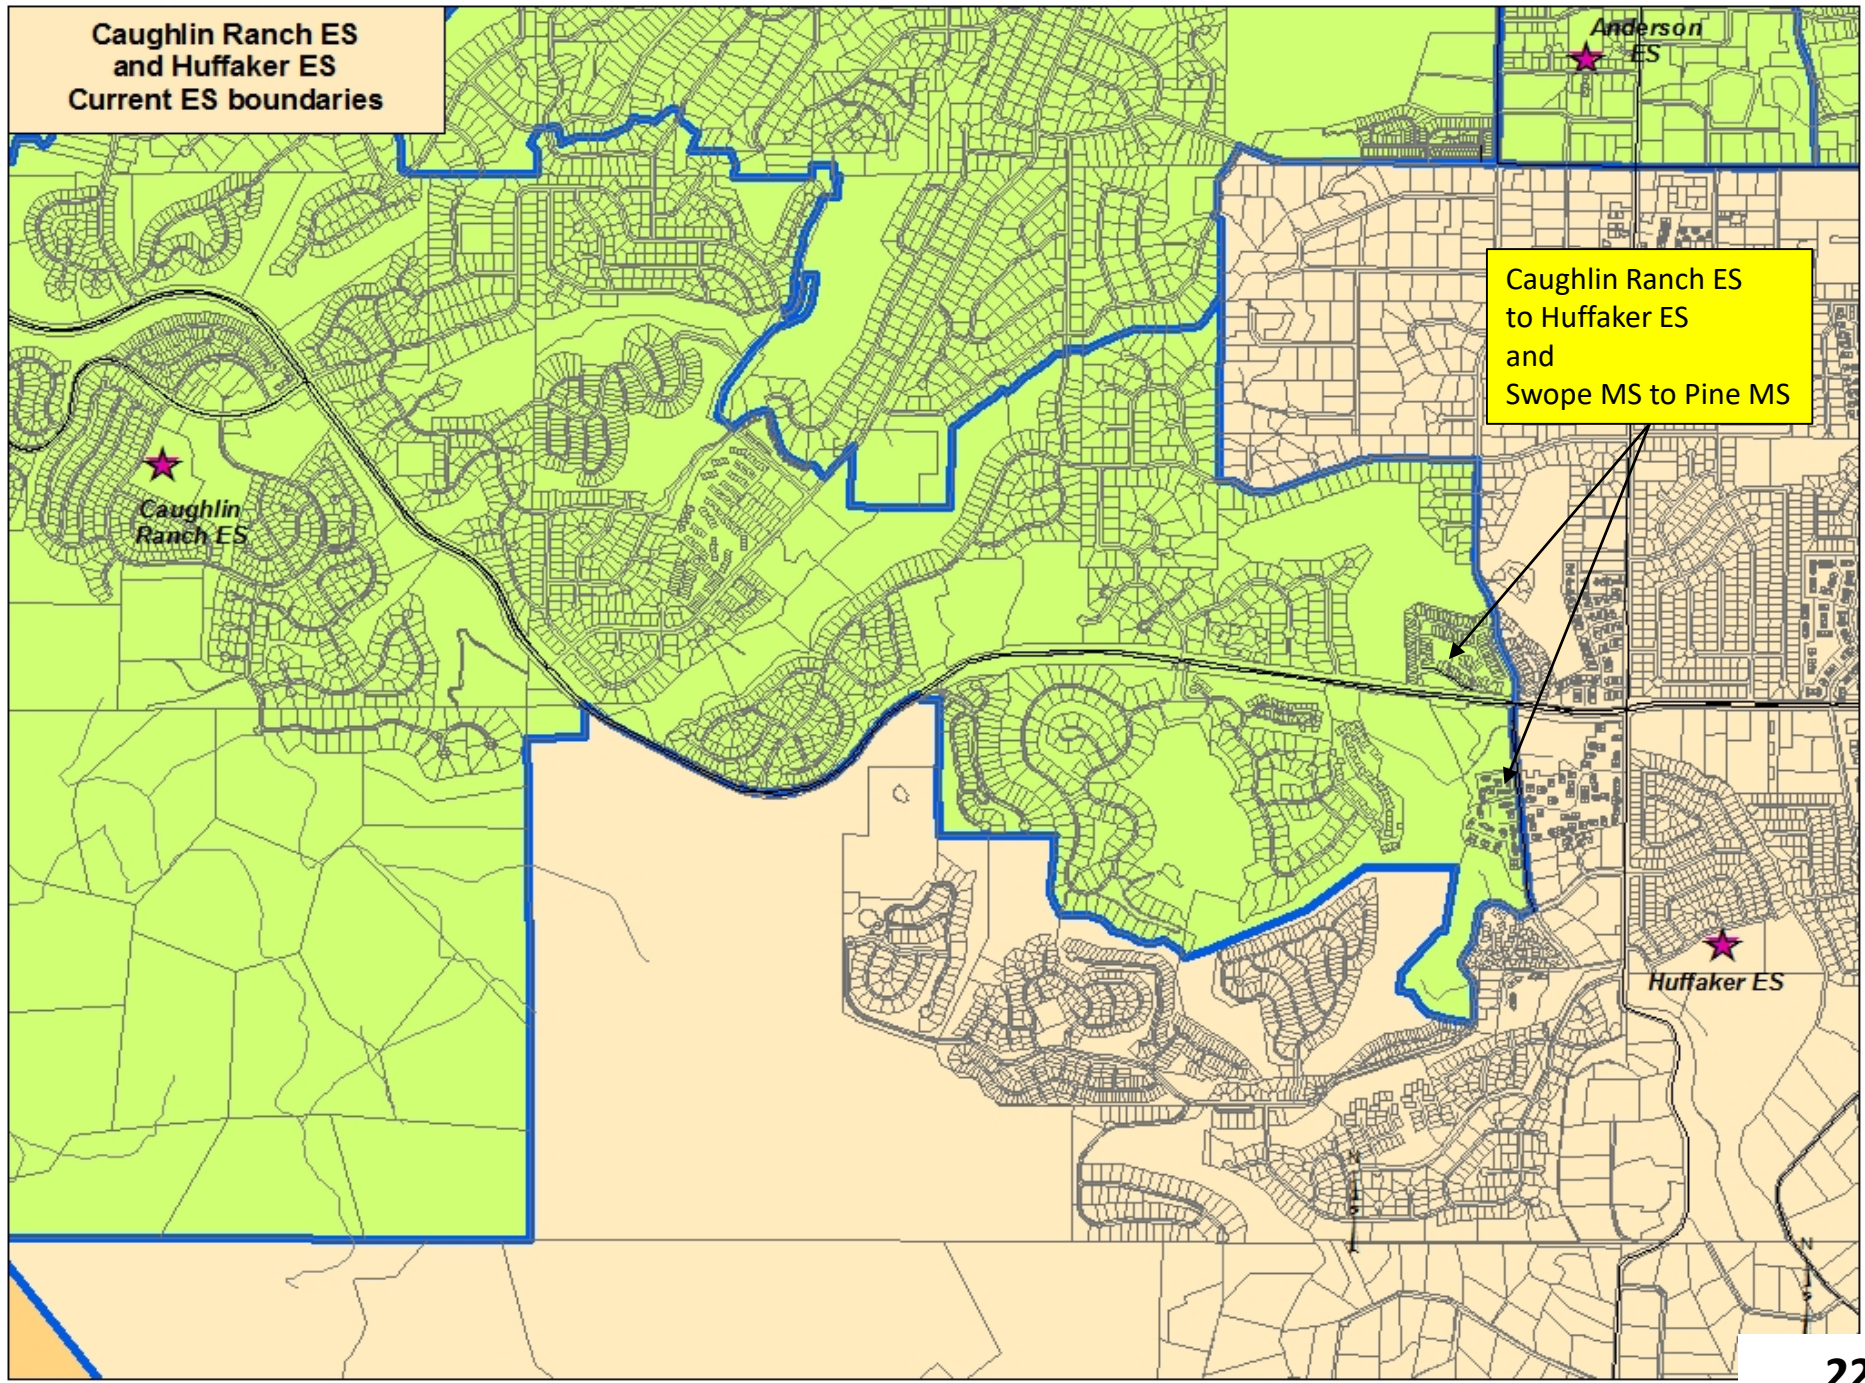 Caughlin Ranch ES
and Huffaker ES
Current ES boundaries
Anderson
ES
Caughlin Ranch ES
to Huffaker ES
and
Swope MS to Pine MS
Caughlin
Ranch ES
Huffaker ES
N
N
22